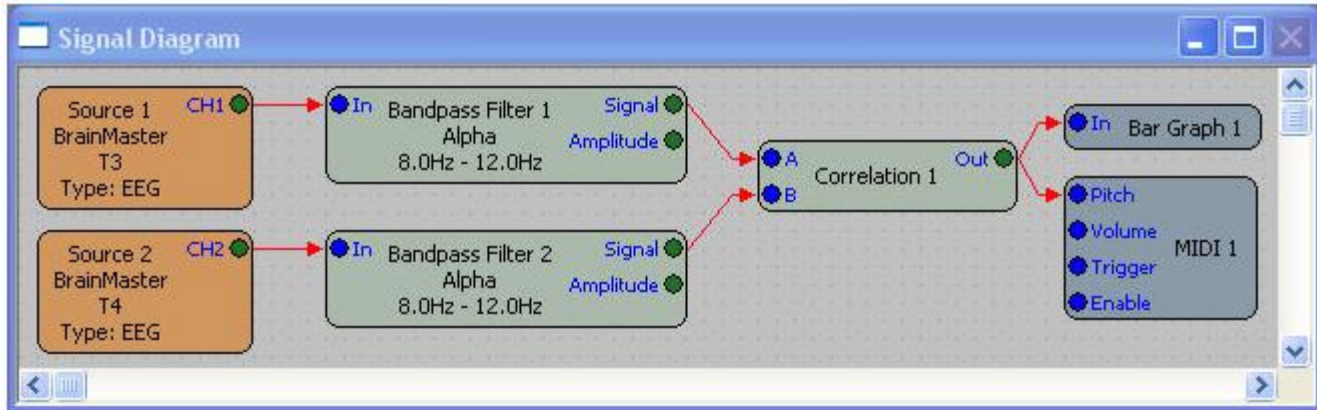 Signal Diagram
Source 1
BrainMaster
T3
Type: EEG
CH1
In
Bandpass Filter 1
Alpha
8.0Hz - 12.0Hz
Signal
Amplitude
Source 2
BrainMaster
T4
Type: EEG
CH2
In
Bandpass Filter 2
Alpha
8.0Hz - 12.0Hz
Signal
Amplitude
A
B
Correlation 1
Out
In
Bar Graph 1
Pitch
Volume
Trigger
Enable
MIDI 1